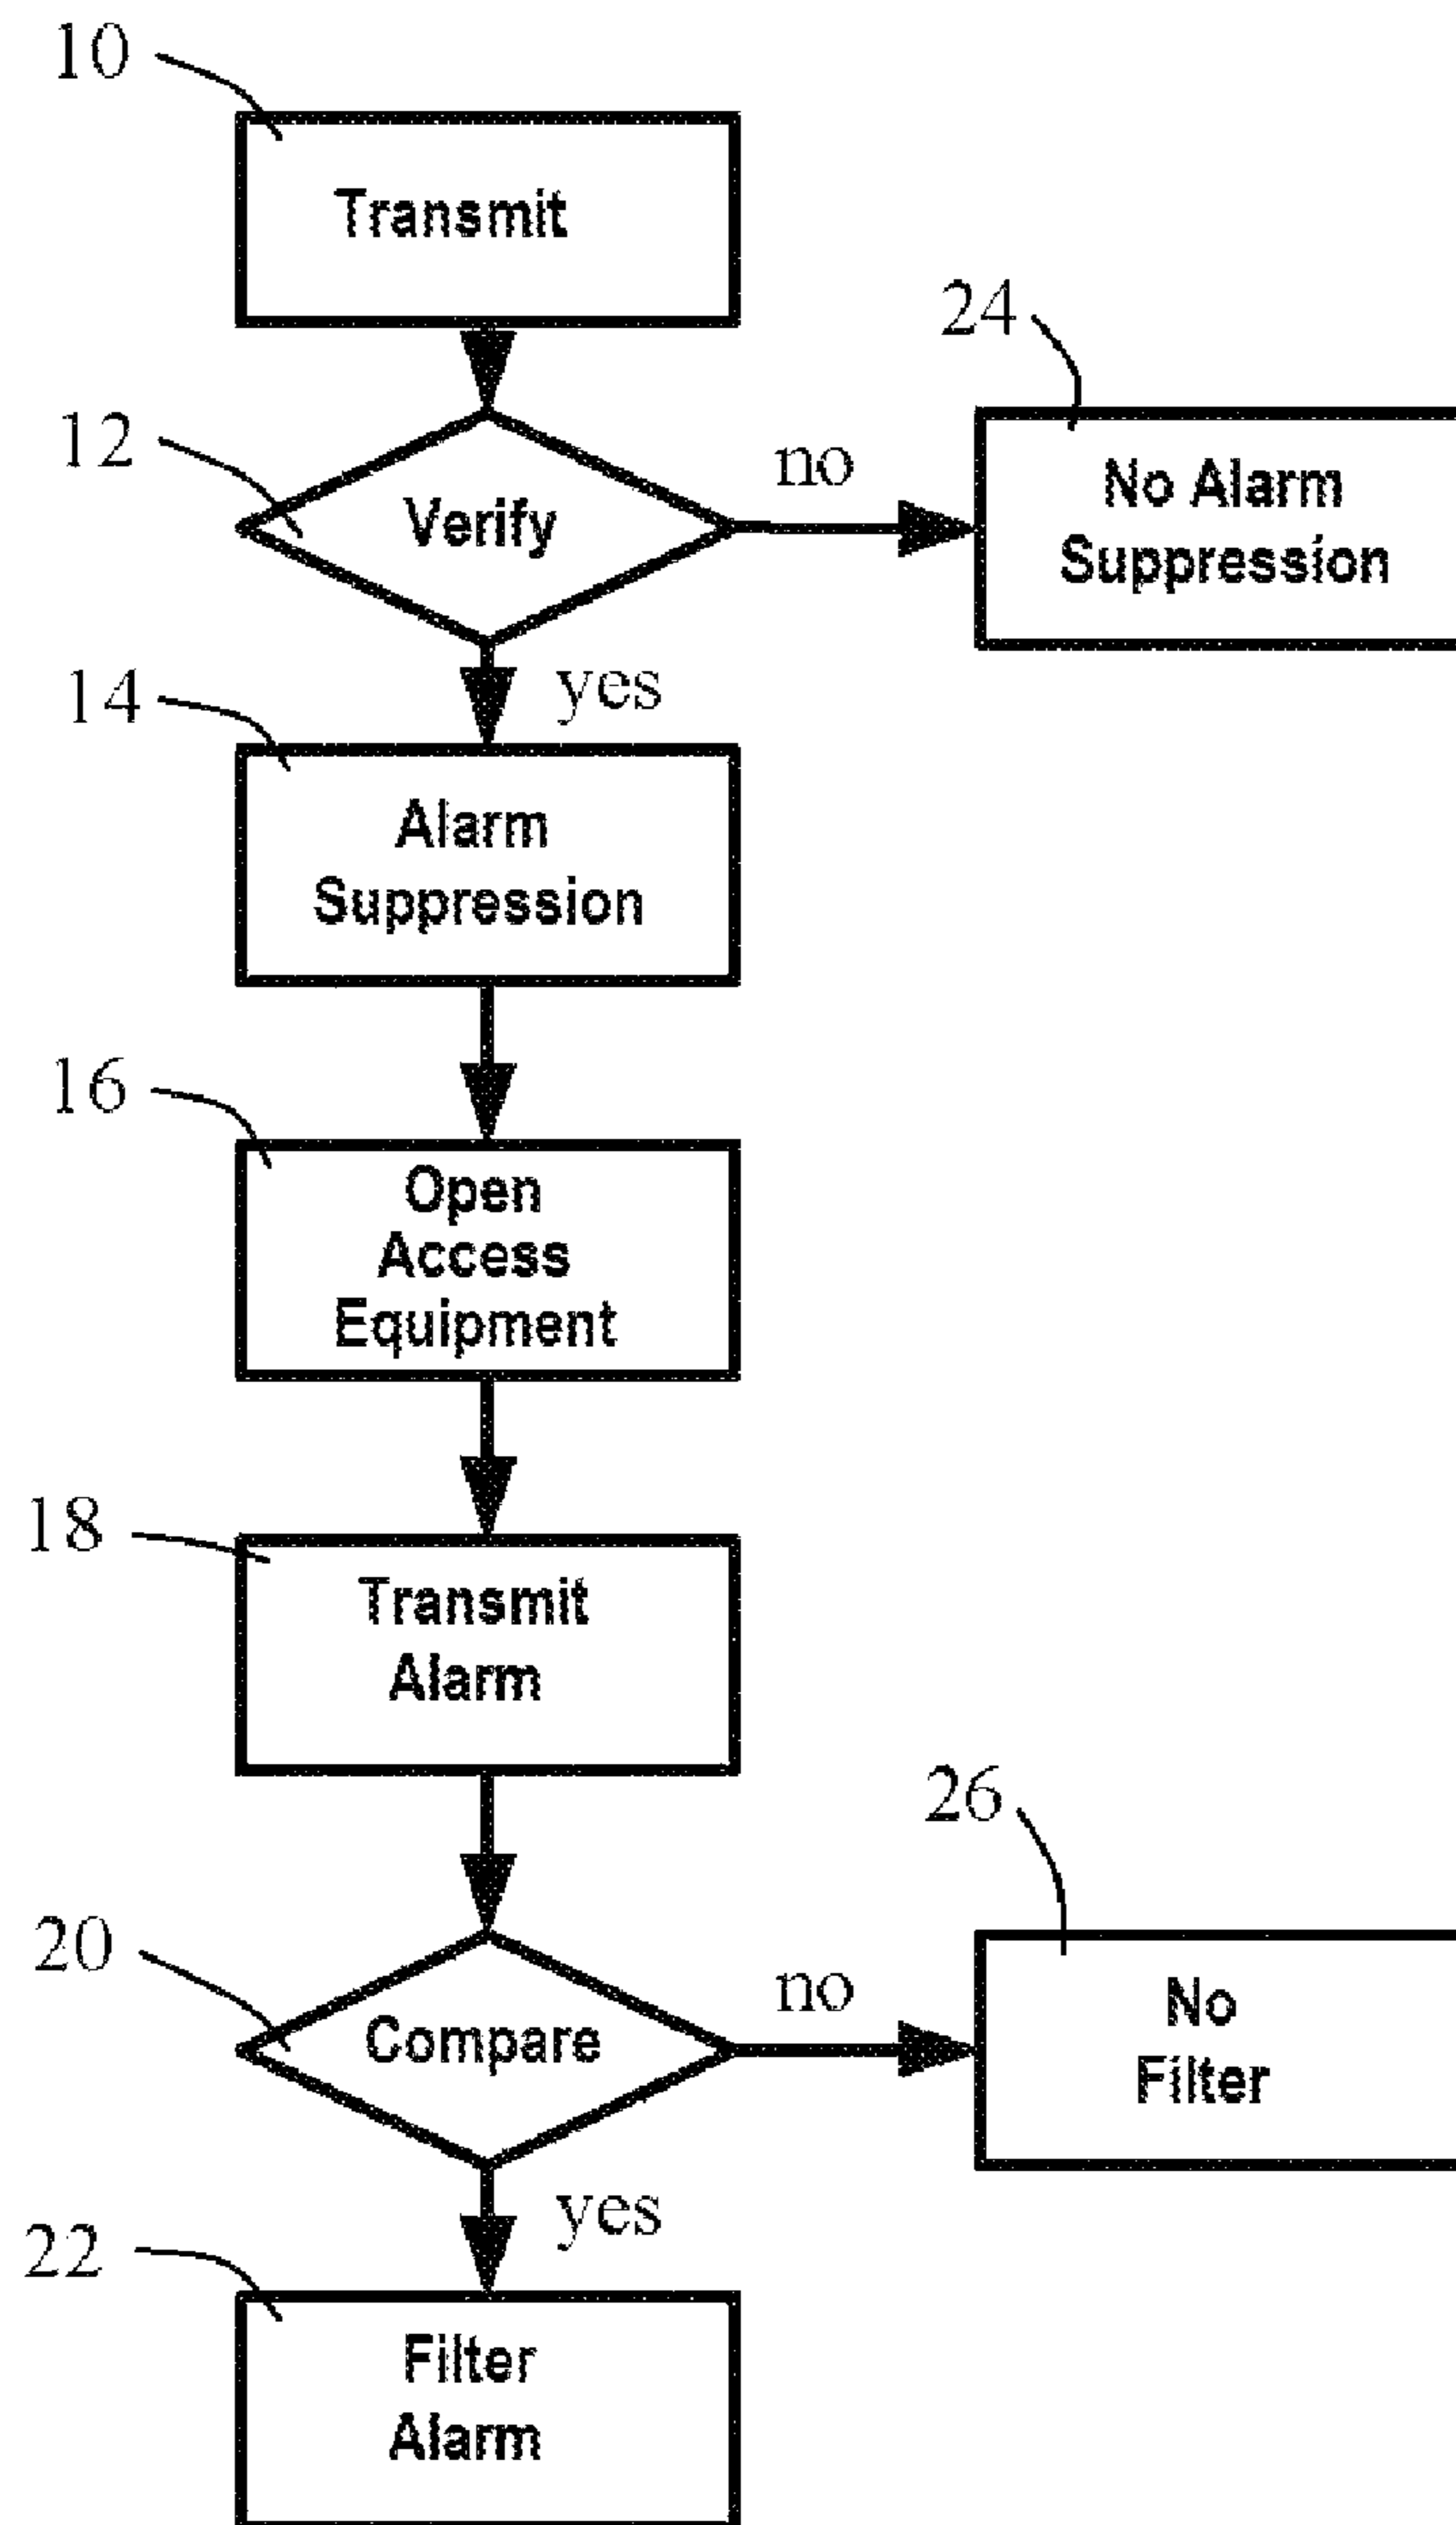 10
Transmit
24
12
Verify
no
No Alarm
Suppression
yes
14
Alarm
Suppression
16
Open
Access
Equipment
18
Transmit
Alarm
26
20
Compare
no
No
Filter
yes
22
Filter
Alarm